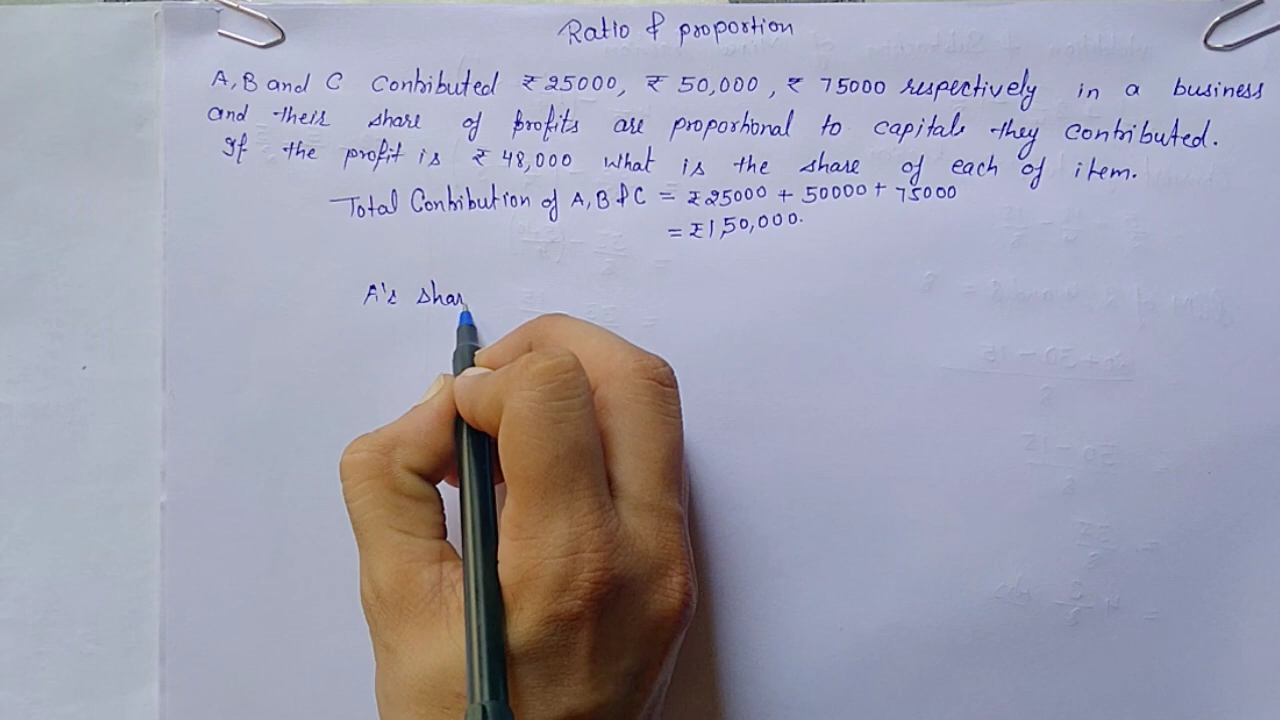 Ratio & proportion
A, B and C Contributed ₹ 25000, ₹ 50,000, ₹ 75000 respectively in a business
and their share of profits are proportional to capitals they contributed.
If the profit is ₹ 48,000 what is the share of each of item.
Total Contribution of A, B & C = ₹25000 + 50000 + 75000
= ₹1,50,000.
A's shar